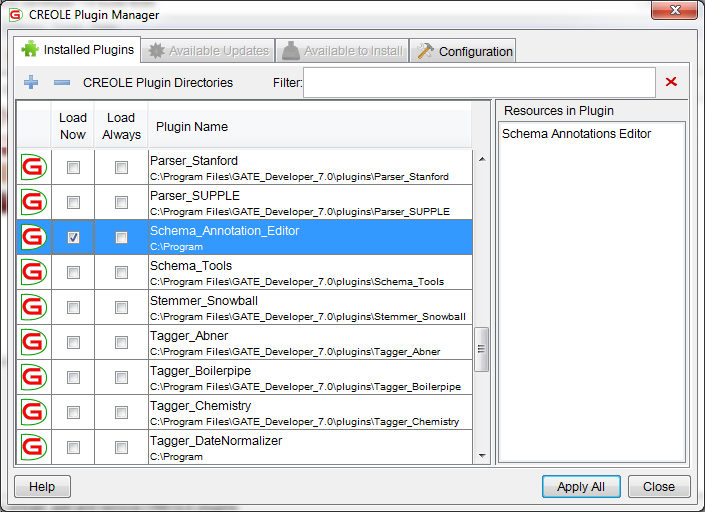 CREOLE Plugin Manager
Installed Plugins Available Updates Available to Install Configuration
CREOLE Plugin Directories Filter:
Load Now Load Always Plugin Name
Resources in Plugin
Schema Annotations Editor
G Parser_Stanford
C:\Program Files\GATE_Developer_7.0\plugins\Parser_Stanford
G Parser_SUPPLE
C:\Program Files\GATE_Developer_7.0\plugins\Parser_SUPPLE
G Schema_Annotation_Editor
C:\Program
G Schema_Tools
C:\Program Files\GATE_Developer_7.0\plugins\Schema_Tools
G Stemmer_Snowball
C:\Program Files\GATE_Developer_7.0\plugins\Stemmer_Snowball
G Tagger_Abner
C:\Program Files\GATE_Developer_7.0\plugins\Tagger_Abner
G Tagger_Boilerpipe
C:\Program Files\GATE_Developer_7.0\plugins\Tagger_Boilerpipe
G Tagger_Chemistry
C:\Program Files\GATE_Developer_7.0\plugins\Tagger_Chemistry
G Tagger_DateNormalizer
C:\Program
Help Apply All Close